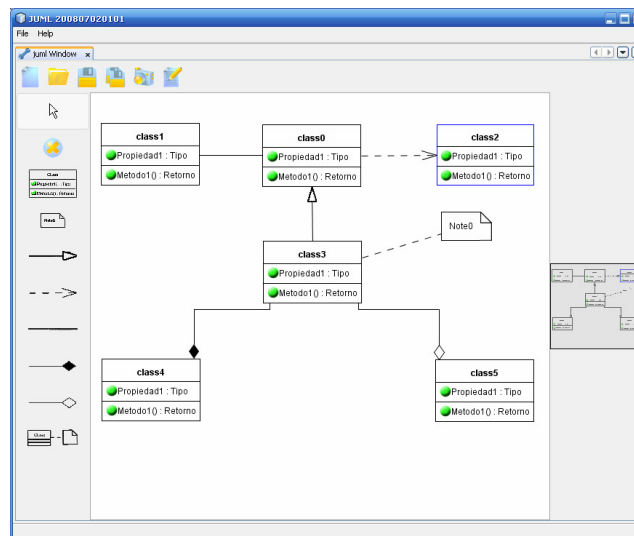 JUML 200807020101
File Help
juml Window x
class1
Propiedad1 : Tipo
Metodo1() : Retorno
class0
Propiedad1 : Tipo
Metodo1() : Retorno
class2
Propiedad1 : Tipo
Metodo1() : Retorno
Note0
class3
Propiedad1 : Tipo
Metodo1() : Retorno
class4
Propiedad1 : Tipo
Metodo1() : Retorno
class5
Propiedad1 : Tipo
Metodo1() : Retorno